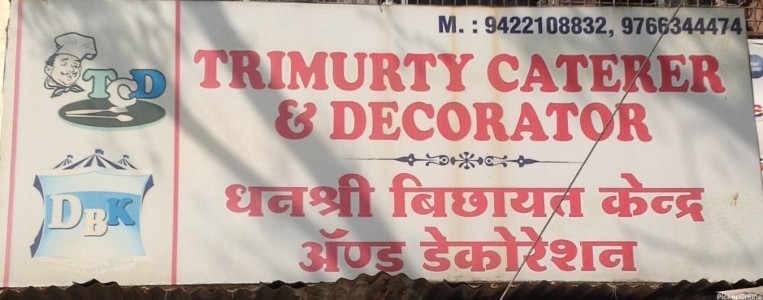 M. : 9422108832, 9766344474
TCD
TRIMURTY CATERER
& DECORATOR
DBK
धनश्री बिछायत केन्द्र
ॲण्ड डेकोरेशन